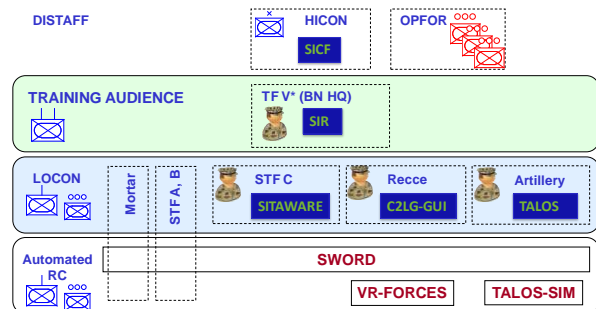 DISTAFF
HICON
OPFOR
SICF
TRAINING AUDIENCE
TF V* (BN HQ)
SIR
LOCON
Mortar
STF A, B
STF C
Recce
Artillery
SITAWARE
C2LG-GUI
TALOS
Automated
RC
SWORD
VR-FORCES
TALOS-SIM